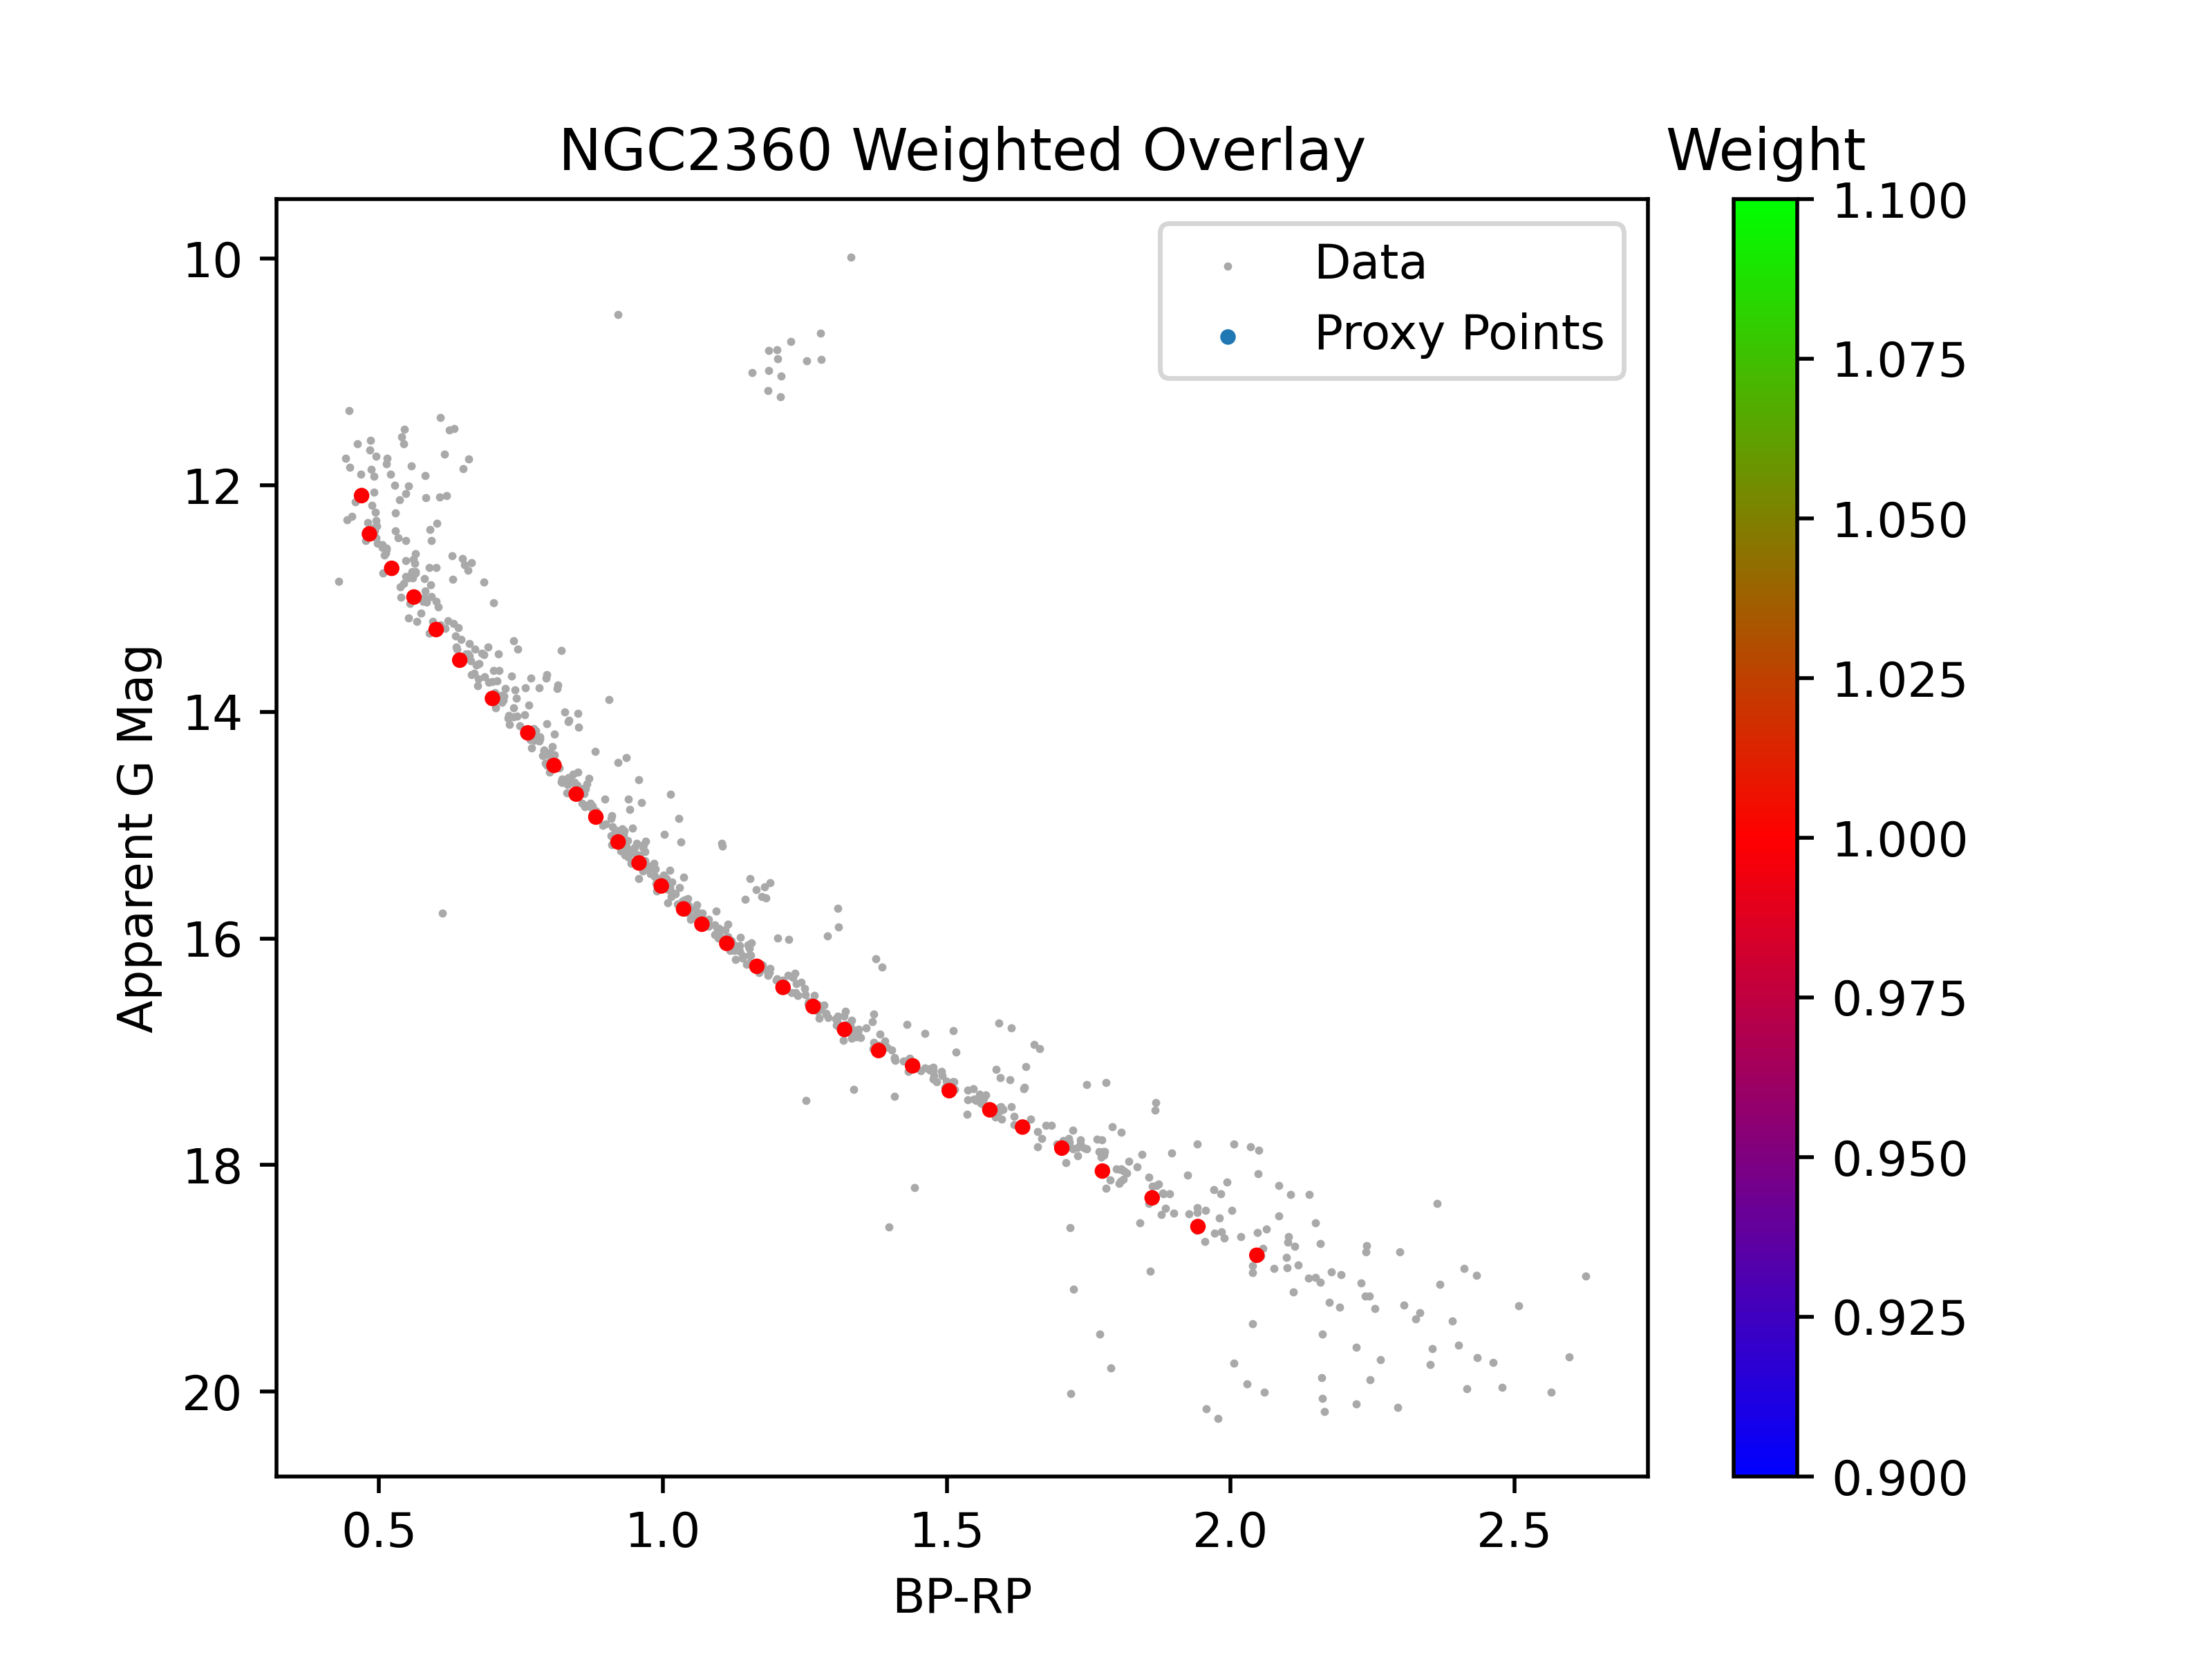 NGC2360 Weighted Overlay
Weight
Data
Proxy Points
10
12
14
16
18
20
Apparent G Mag
0.5 1.0 1.5 2.0 2.5
BP-RP
1.100
1.075
1.050
1.025
1.000
0.975
0.950
0.925
0.900